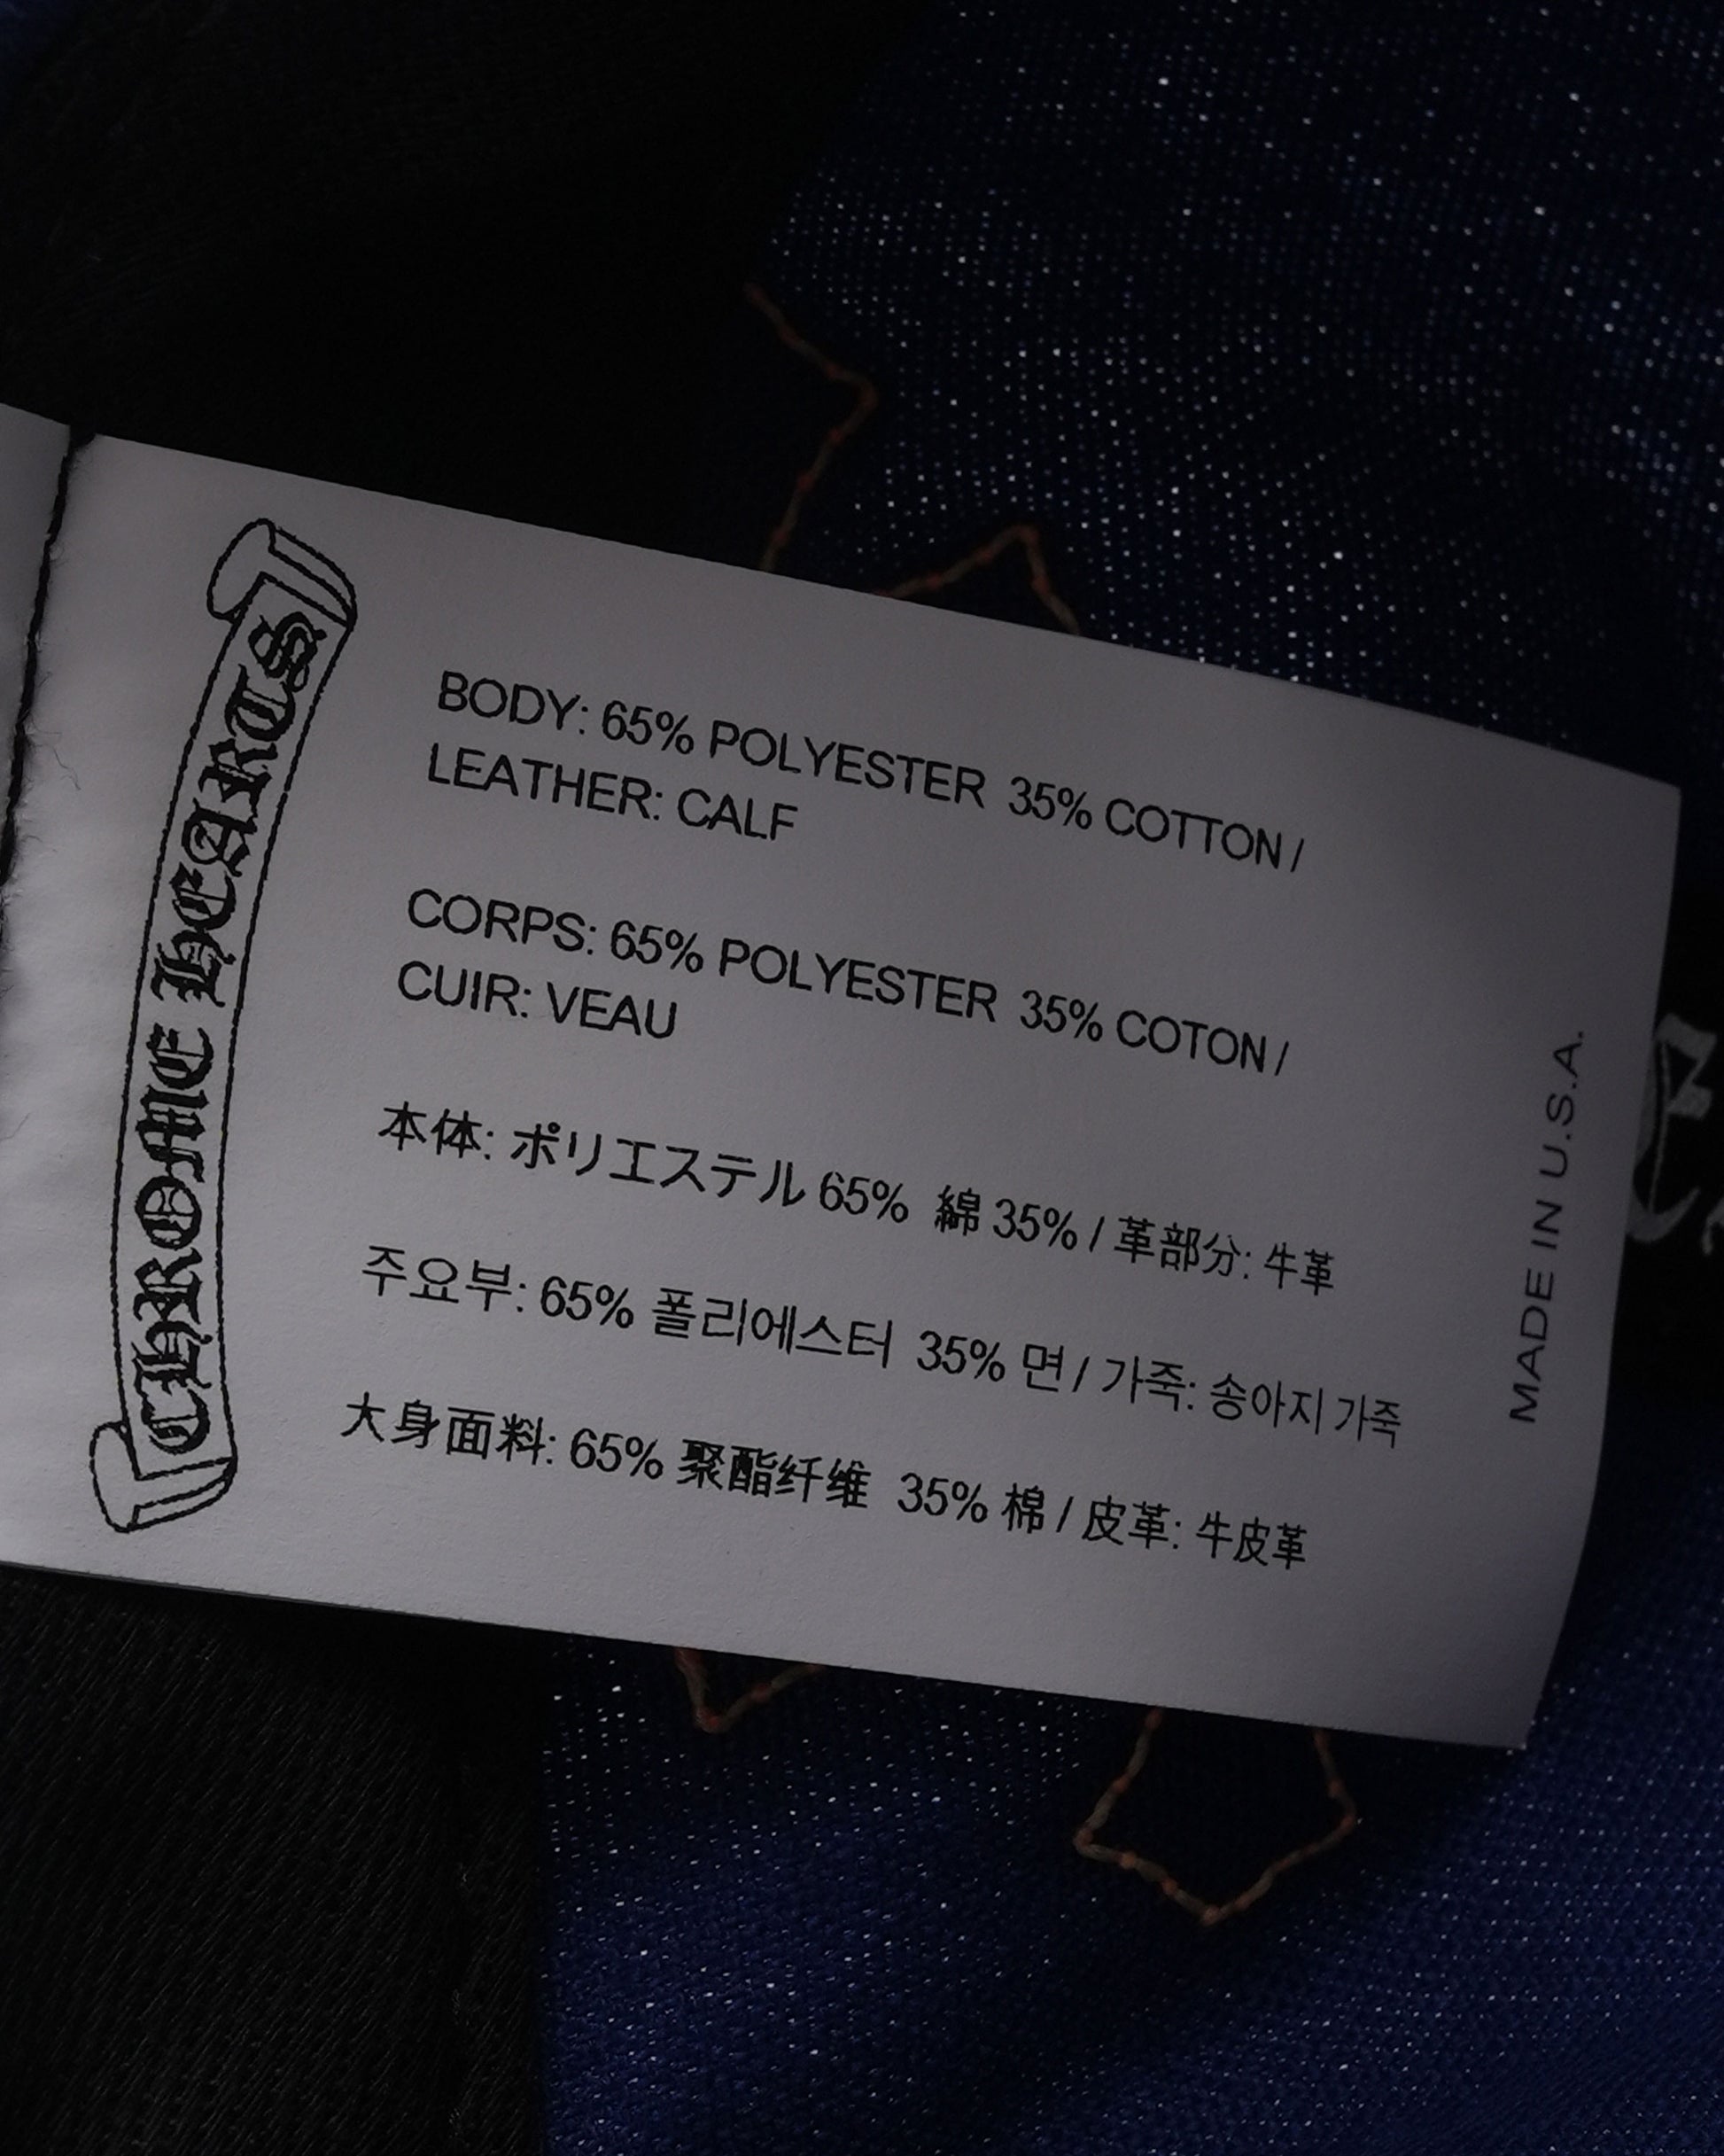 CHROME HEARTS
BODY: 65% POLYESTER 35% COTTON /
LEATHER: CALF
CORPS: 65% POLYESTER 35% COTON /
CUIR: VEAU
本体: ポリエステル 65% 綿 35% / 革部分: 牛革
주요부: 65% 폴리에스터 35% 면 / 가죽: 송아지 가죽
大身面料: 65% 聚酯纤维 35% 棉 / 皮革: 牛皮革
MADE IN U.S.A.